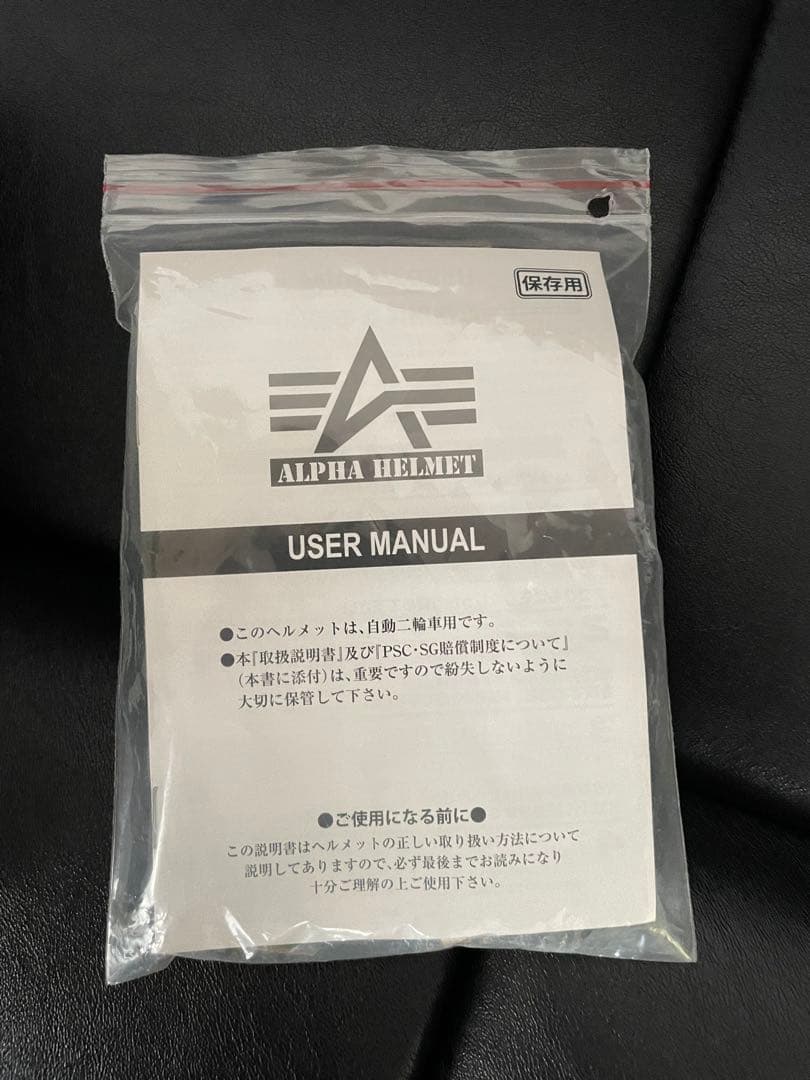 保存用
ALPHA HELMET
USER MANUAL
●このヘルメットは、自動二輪車用です。
●本『取扱説明書』及び『PSC・SG賠償制度について』
(本書に添付)は、重要ですので紛失しないように
大切に保管して下さい。
●ご使用になる前に●
この説明書はヘルメットの正しい取り扱い方法について
説明してありますので、必ず最後までお読みになり
十分ご理解の上ご使用下さい。